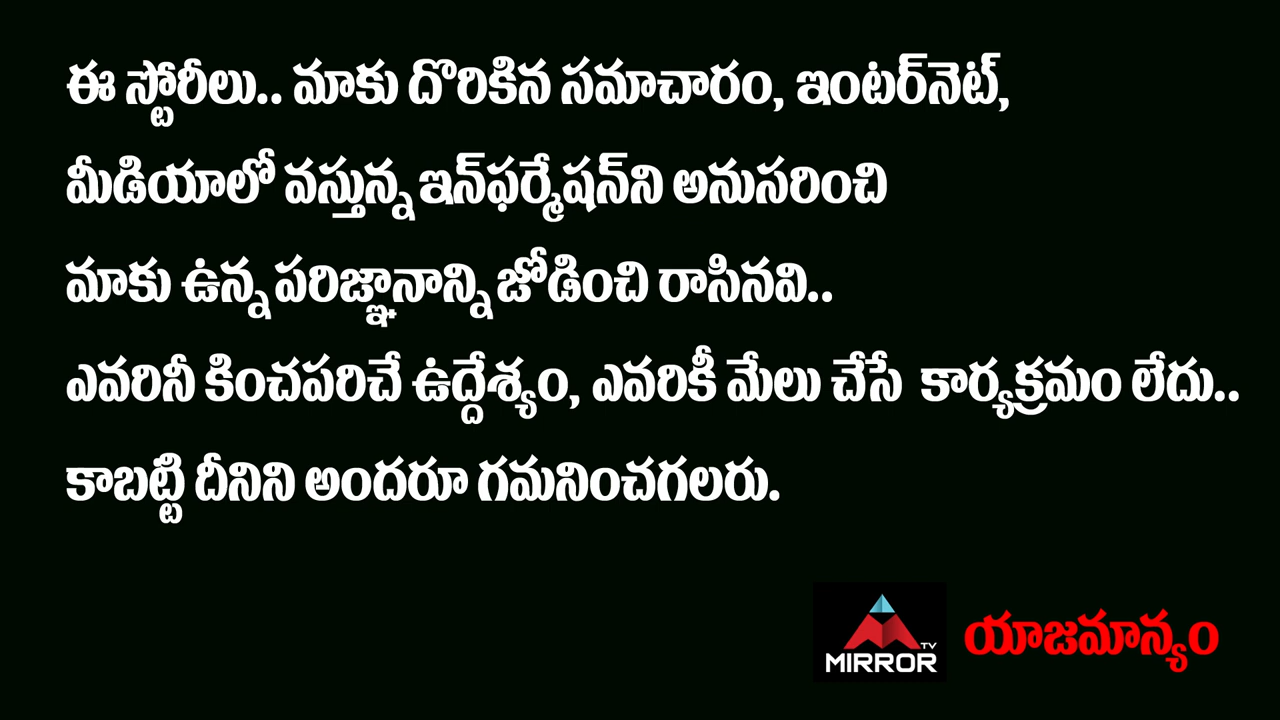 ఈ స్టోరీలు.. మాకు దొరికిన సమాచారం, ఇంటర్‌నెట్,
మీడియాలో వస్తున్న ఇన్‌ఫర్మేషన్‌ని అనుసరించి
మాకు ఉన్న పరిజ్ఞానాన్ని జోడించి రాసినవి..
ఎవరినీ కించపరిచే ఉద్దేశ్యం, ఎవరికీ మేలు చేసే కార్యక్రమం లేదు..
కాబట్టి దీనిని అందరూ గమనించగలరు.
MIRROR TV యాజమాన్యం